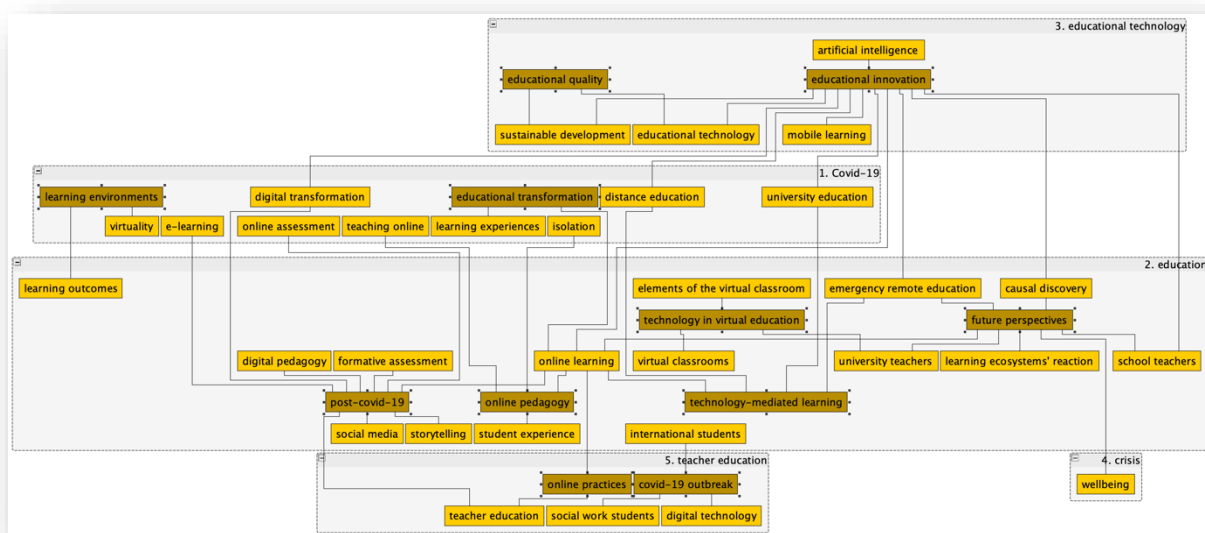 3. educational technology
artificial intelligence
educational quality
educational innovation
sustainable development
educational technology
mobile learning
1. Covid-19
learning environments
digital transformation
educational transformation
distance education
university education
virtuality
e-learning
online assessment
teaching online
learning experiences
isolation
2. education
learning outcomes
elements of the virtual classroom
emergency remote education
causal discovery
technology in virtual education
future perspectives
digital pedagogy
formative assessment
online learning
virtual classrooms
university teachers
learning ecosystems' reaction
school teachers
post-covid-19
online pedagogy
technology-mediated learning
social media
storytelling
student experience
international students
5. teacher education
4. crisis
online practices
covid-19 outbreak
wellbeing
teacher education
social work students
digital technology